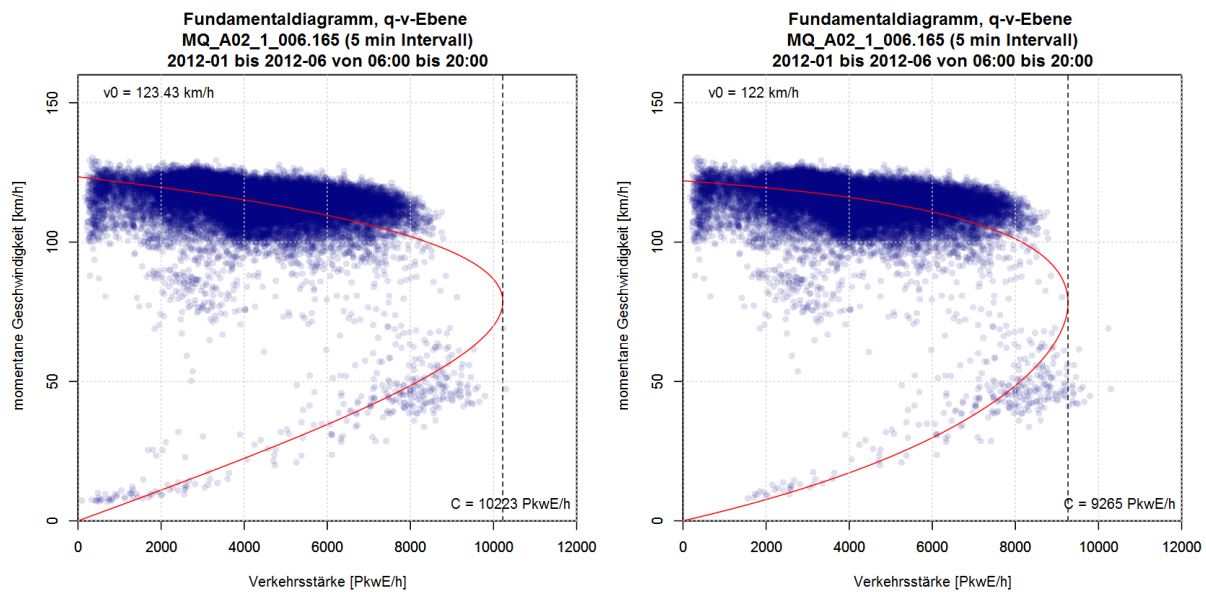 Fundamentaldiagramm, q-v-Ebene
MQ_A02_1_006.165 (5 min Intervall)
2012-01 bis 2012-06 von 06:00 bis 20:00
v0 = 123.43 km/h
150
100
50
0
momentane Geschwindigkeit [km/h]
C = 10223 PkwE/h
0 2000 4000 6000 8000 10000 12000
Verkehrsstärke [PkwE/h]
Fundamentaldiagramm, q-v-Ebene
MQ_A02_1_006.165 (5 min Intervall)
2012-01 bis 2012-06 von 06:00 bis 20:00
v0 = 122 km/h
150
100
50
0
momentane Geschwindigkeit [km/h]
C = 9265 PkwE/h
0 2000 4000 6000 8000 10000 12000
Verkehrsstärke [PkwE/h]